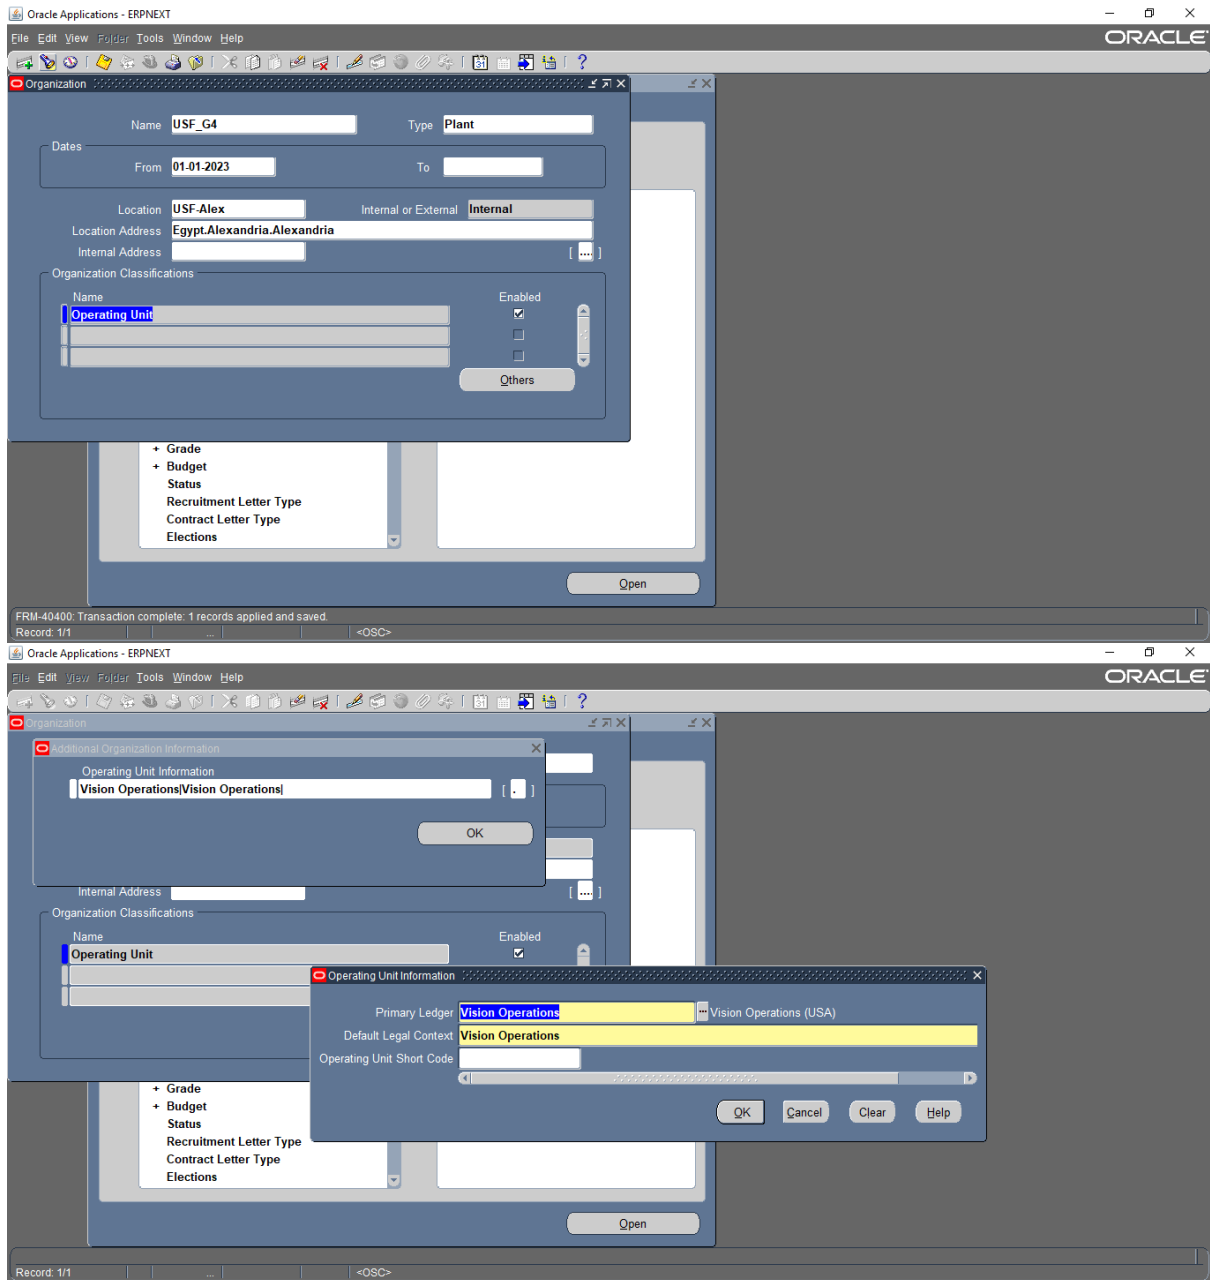 Oracle Applications - ERPNEXT
File Edit View Folder Tools Window Help
ORACLE
Organization
Name USF_G4 Type Plant
Dates
From 01-01-2023 To
Location USF-Alex Internal or External Internal
Location Address Egypt.Alexandria.Alexandria
Internal Address [ .... ]
Organization Classifications
Name Enabled
Operating Unit
Others
+ Grade
+ Budget
Status
Recruitment Letter Type
Contract Letter Type
Elections
Open
FRM-40400: Transaction complete: 1 records applied and saved.
Record: 1/1 ... <OSC>
Oracle Applications - ERPNEXT
File Edit View Folder Tools Window Help
ORACLE
Organization
Additional Organization Information
Operating Unit Information
Vision Operations|Vision Operations| [ . ]
OK
Internal Address [ .... ]
Organization Classifications
Name Enabled
Operating Unit
Operating Unit Information
Primary Ledger Vision Operations ... Vision Operations (USA)
Default Legal Context Vision Operations
Operating Unit Short Code
OK Cancel Clear Help
+ Grade
+ Budget
Status
Recruitment Letter Type
Contract Letter Type
Elections
Open
Record: 1/1 ... <OSC>